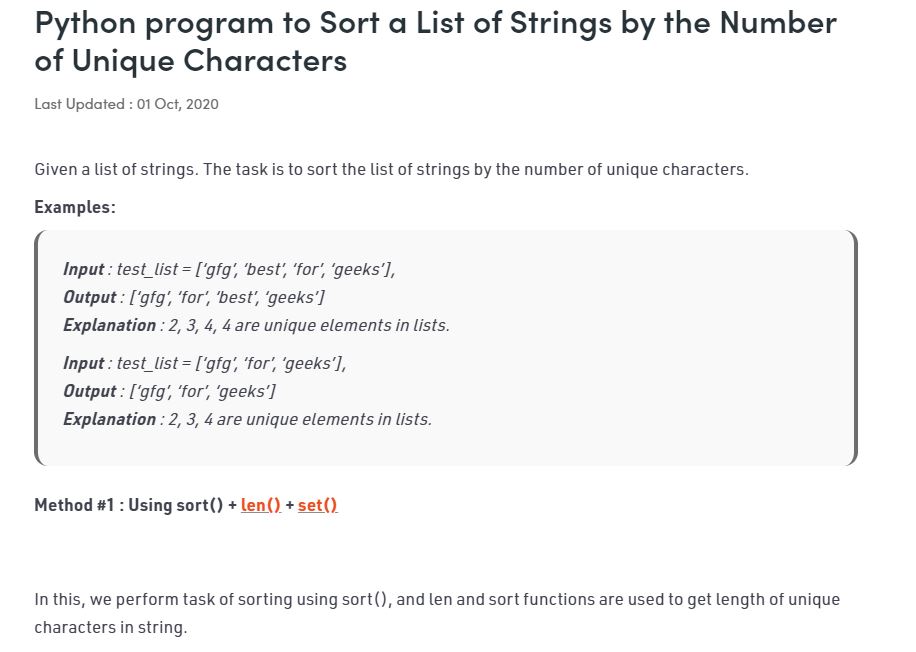 Python program to Sort a List of Strings by the Number
of Unique Characters
Last Updated : 01 Oct, 2020
Given a list of strings. The task is to sort the list of strings by the number of unique characters.
Examples:
Input : test_list = [‘gfg’, ‘best’, ‘for’, ‘geeks’],
Output : [‘gfg’, ‘for’, ‘best’, ‘geeks’]
Explanation : 2, 3, 4, 4 are unique elements in lists.
Input : test_list = [‘gfg’, ‘for’, ‘geeks’],
Output : [‘gfg’, ‘for’, ‘geeks’]
Explanation : 2, 3, 4 are unique elements in lists.
Method #1 : Using sort() + len() + set()
In this, we perform task of sorting using sort(), and len and sort functions are used to get length of unique
characters in string.